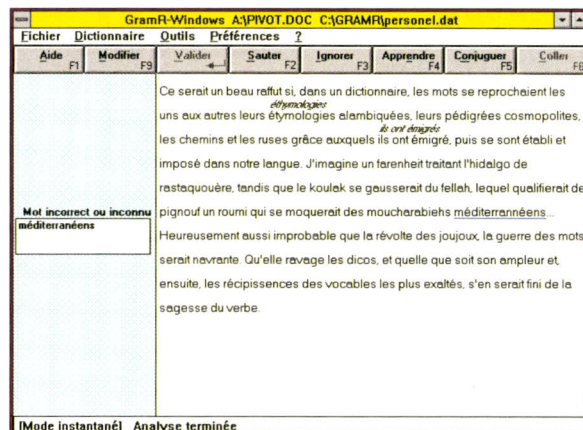 GramR-Windows A:\PIVOT.DOC C:\GRAMR\personel.dat
Fichier Dictionnaire Outils Préférences ?
Aide F1 Modifier F9 Valider Sauter F2 Ignorer F3 Apprendre F4 Conjuguer F5 Coller F6
Ce serait un beau raffut si, dans un dictionnaire, les mots se reprochaient les
éthymologies
uns aux autres leurs étymologies alambiquées, leurs pédigrées cosmopolites,
ils ont émigrés
les chemins et les ruses grâce auxquels ils ont émigré, puis se sont établi et
imposé dans notre langue. J'imagine un farenheit traitant l'hidalgo de
rastaquouère, tandis que le koulak se gausserait du fellah, lequel qualifierait de
Mot incorrect ou inconnu
méditerranéens
pignouf un roumi qui se moquerait des moucharabiehs méditerrannéens...
Heureusement aussi improbable que la révolte des joujoux, la guerre des mots
serait navrante. Qu'elle ravage les dicos, et quelle que soit son ampleur et,
ensuite, les récipissences des vocables les plus exaltés, s'en serait fini de la
sagesse du verbe.
[Mode instantané] Analyse terminée